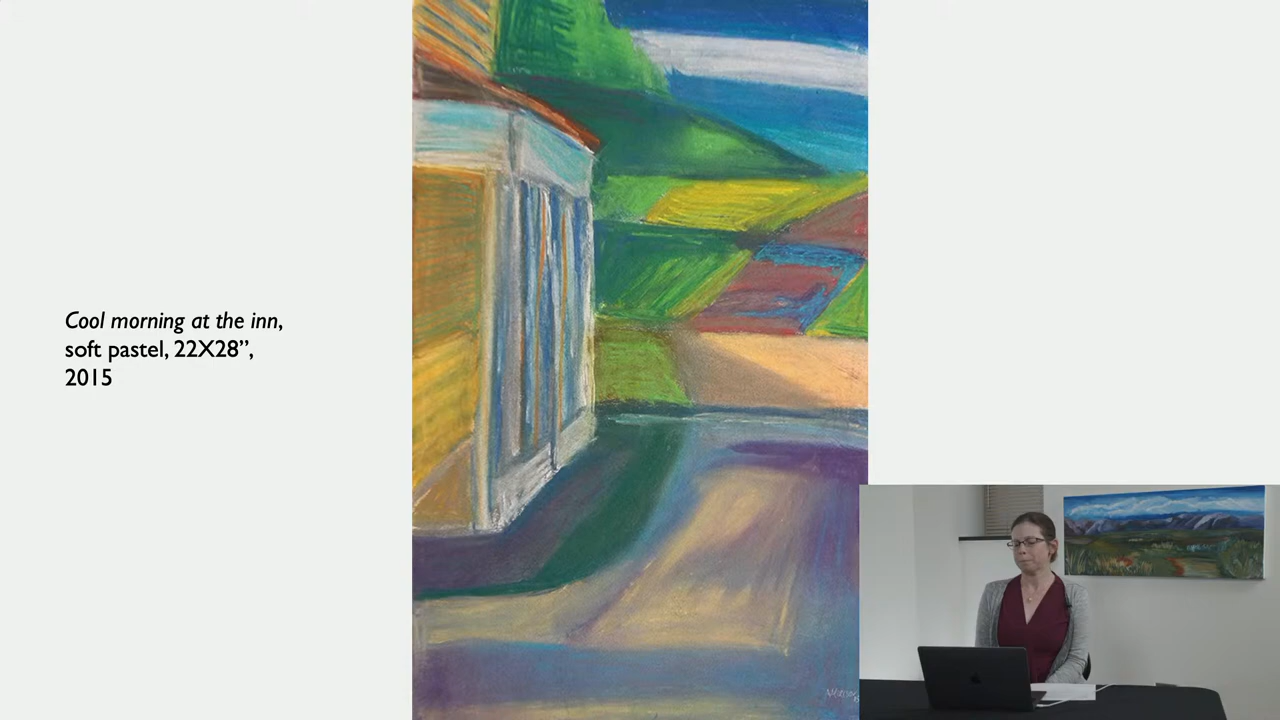 Cool morning at the inn,
soft pastel, 22X28”,
2015